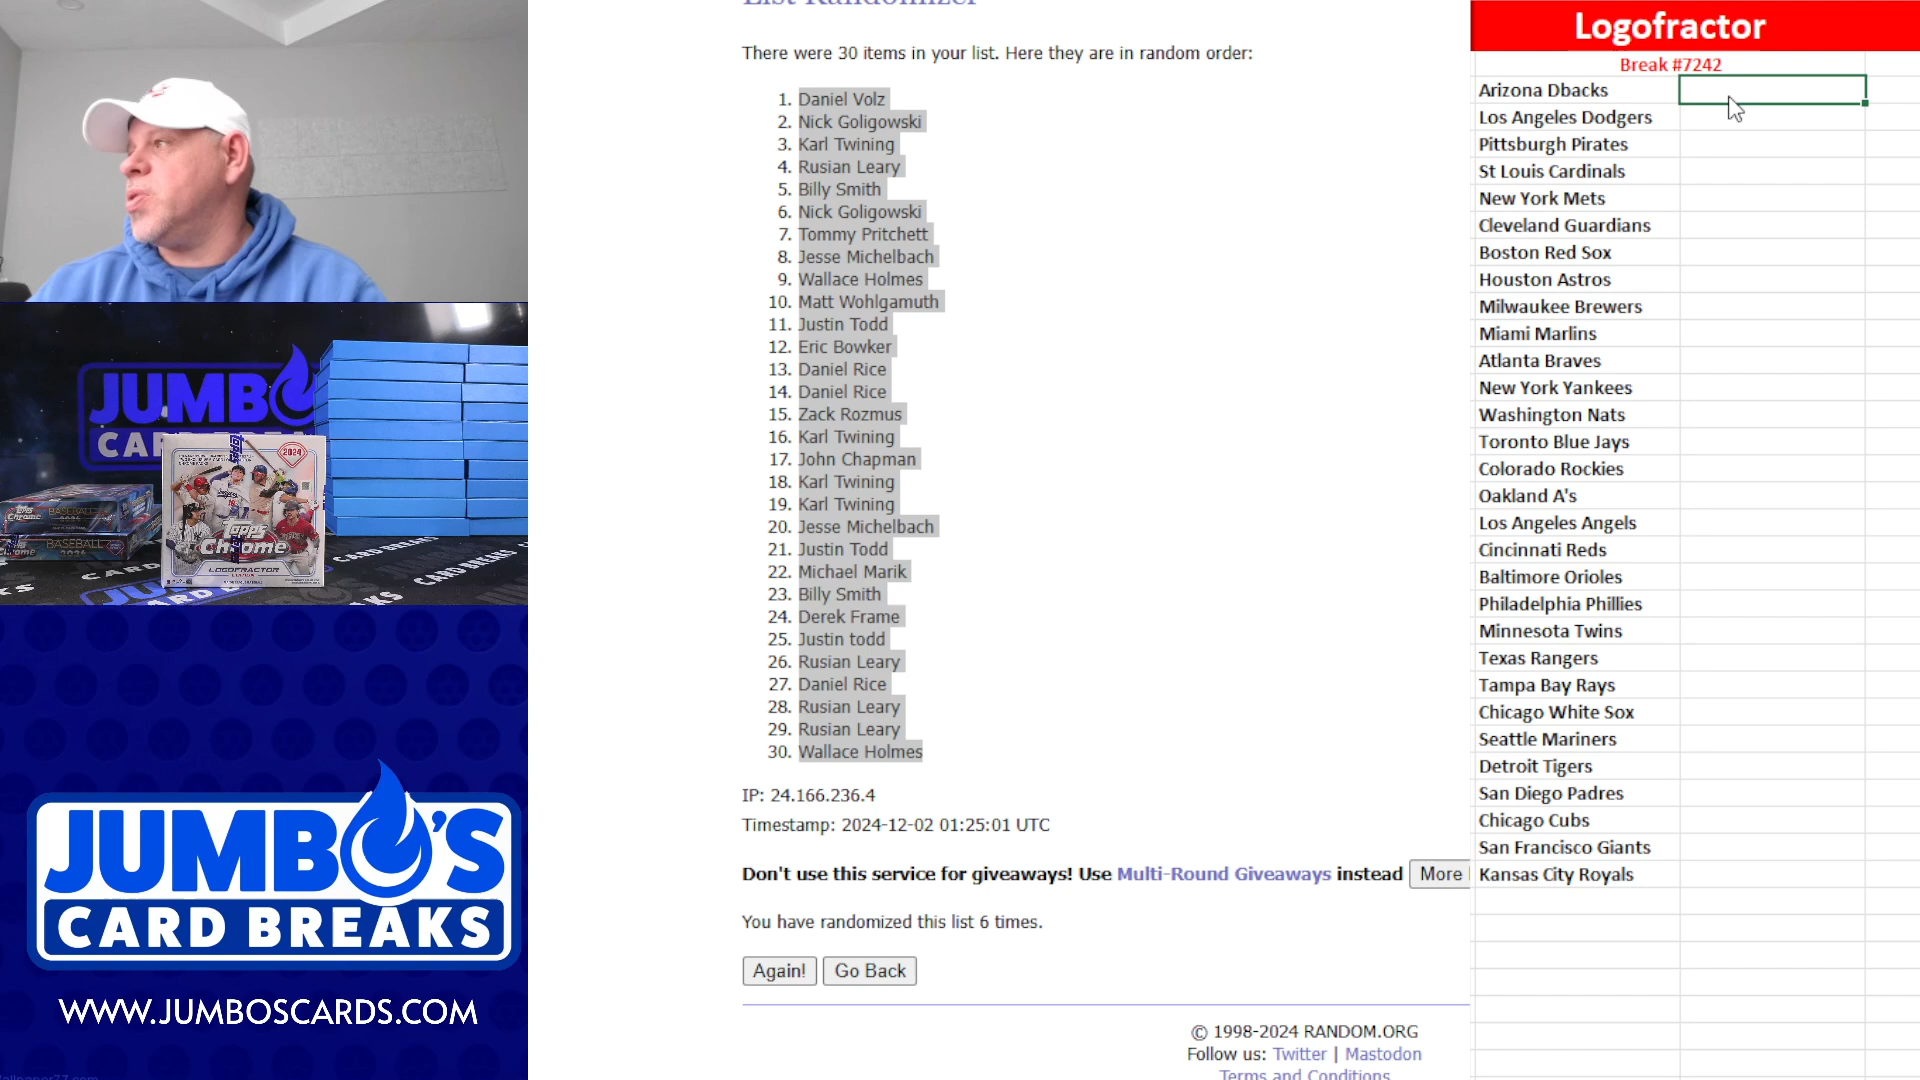 List Randomizer
There were 30 items in your list. Here they are in random order:
1. Daniel Volz
2. Nick Goligowski
3. Karl Twining
4. Rusian Leary
5. Billy Smith
6. Nick Goligowski
7. Tommy Pritchett
8. Jesse Michelbach
9. Wallace Holmes
10. Matt Wohlgamuth
11. Justin Todd
12. Eric Bowker
13. Daniel Rice
14. Daniel Rice
15. Zack Rozmus
16. Karl Twining
17. John Chapman
18. Karl Twining
19. Karl Twining
20. Jesse Michelbach
21. Justin Todd
22. Michael Marik
23. Billy Smith
24. Derek Frame
25. Justin todd
26. Rusian Leary
27. Daniel Rice
28. Rusian Leary
29. Rusian Leary
30. Wallace Holmes
IP: 24.166.236.4
Timestamp: 2024-12-02 01:25:01 UTC
Don't use this service for giveaways! Use Multi-Round Giveaways instead More
You have randomized this list 6 times.
Again! Go Back
© 1998-2024 RANDOM.ORG
Follow us: Twitter | Mastodon
Terms and Conditions
Logofractor
Break #7242
Arizona Dbacks
Los Angeles Dodgers
Pittsburgh Pirates
St Louis Cardinals
New York Mets
Cleveland Guardians
Boston Red Sox
Houston Astros
Milwaukee Brewers
Miami Marlins
Atlanta Braves
New York Yankees
Washington Nats
Toronto Blue Jays
Colorado Rockies
Oakland A's
Los Angeles Angels
Cincinnati Reds
Baltimore Orioles
Philadelphia Phillies
Minnesota Twins
Texas Rangers
Tampa Bay Rays
Chicago White Sox
Seattle Mariners
Detroit Tigers
San Diego Padres
Chicago Cubs
San Francisco Giants
Kansas City Royals
JUMBO
CAR
2024
Topps
Chrome
LOGOFRACTOR
BASEBALL
BASEBALL
CARD BREAKS
JUMBO'S
CARD BREAKS
WWW.JUMBOSCARDS.COM